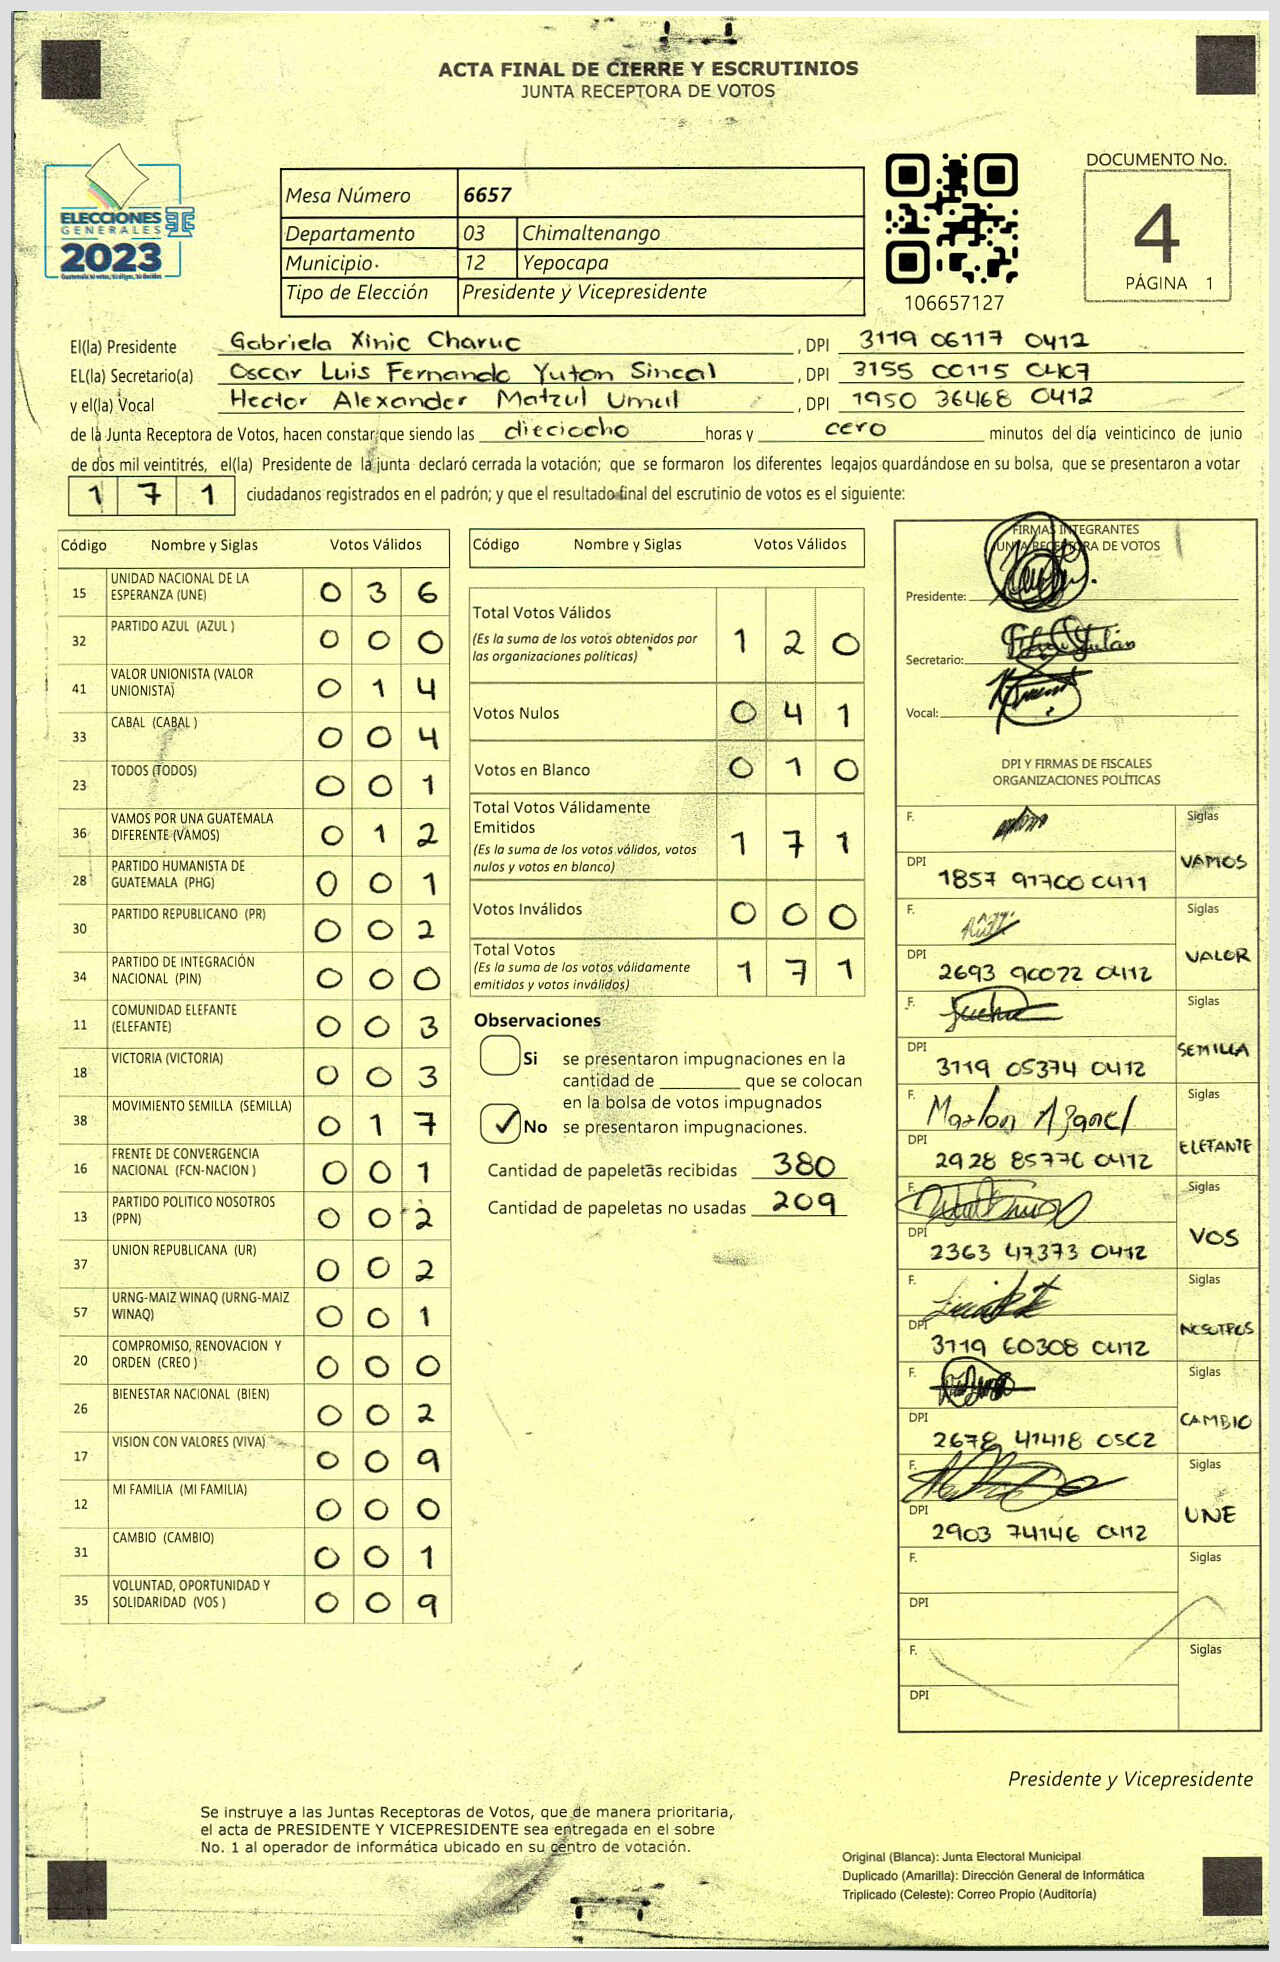 ACTA FINAL DE CIERRE Y ESCRUTINIOS
JUNTA RECEPTORA DE VOTOS
ELECCIONES
GENERALES
2023
Mesa Número 6657
Departamento 03 Chimaltenango
Municipio 12 Yepocapa
Tipo de Elección Presidente y Vicepresidente
106657127
DOCUMENTO No.
4
PÁGINA 1
El(la) Presidente Gabriela Xinic Charuc, DPI 3119 06117 0412
EL(la) Secretario(a) Oscar Luis Fernando Yuton Sincal, DPI 3155 00115 0407
y el(la) Vocal Hector Alexander Matzul Umul, DPI 1950 36468 0412
de la Junta Receptora de Votos, hacen constar que siendo las dieciocho horas y cero minutos del día veinticinco de junio
de dos mil veintitrés, el(la) Presidente de la junta declaró cerrada la votación; que se formaron los diferentes legajos guardándose en su bolsa, que se presentaron a votar
1 7 1 ciudadanos registrados en el padrón; y que el resultado final del escrutinio de votos es el siguiente:
Código Nombre y Siglas Votos Válidos
15 UNIDAD NACIONAL DE LA ESPERANZA (UNE) 0 3 6
32 PARTIDO AZUL (AZUL ) 0 0 0
41 VALOR UNIONISTA (VALOR UNIONISTA) 0 1 4
33 CABAL (CABAL ) 0 0 4
23 TODOS (TODOS) 0 0 1
36 VAMOS POR UNA GUATEMALA DIFERENTE (VAMOS) 0 1 2
28 PARTIDO HUMANISTA DE GUATEMALA (PHG) 0 0 1
30 PARTIDO REPUBLICANO (PR) 0 0 2
34 PARTIDO DE INTEGRACIÓN NACIONAL (PIN) 0 0 0
11 COMUNIDAD ELEFANTE (ELEFANTE) 0 0 3
18 VICTORIA (VICTORIA) 0 0 3
38 MOVIMIENTO SEMILLA (SEMILLA) 0 1 7
16 FRENTE DE CONVERGENCIA NACIONAL (FCN-NACION ) 0 0 1
13 PARTIDO POLITICO NOSOTROS (PPN) 0 0 2
37 UNION REPUBLICANA (UR) 0 0 2
57 URNG-MAIZ WINAQ (URNG-MAIZ WINAQ) 0 0 1
20 COMPROMISO, RENOVACION Y ORDEN (CREO ) 0 0 0
26 BIENESTAR NACIONAL (BIEN) 0 0 2
17 VISION CON VALORES (VIVA) 0 0 9
12 MI FAMILIA (MI FAMILIA) 0 0 0
31 CAMBIO (CAMBIO) 0 0 1
35 VOLUNTAD, OPORTUNIDAD Y SOLIDARIDAD (VOS ) 0 0 9
Código Nombre y Siglas Votos Válidos
Total Votos Válidos 1 2 0
(Es la suma de los votos obtenidos por
las organizaciones políticas)
Votos Nulos 0 4 1
Votos en Blanco 0 1 0
Total Votos Válidamente
Emitidos 1 7 1
(Es la suma de los votos válidos, votos
nulos y votos en blanco)
Votos Inválidos 0 0 0
Total Votos 1 7 1
(Es la suma de los votos válidamente
emitidos y votos inválidos)
Observaciones
Si se presentaron impugnaciones en la
cantidad de ________ que se colocan
en la bolsa de votos impugnados
✓ No se presentaron impugnaciones.
Cantidad de papeletas recibidas 380
Cantidad de papeletas no usadas 209
FIRMAS INTEGRANTES
JUNTA RECEPTORA DE VOTOS
Presidente:
Secretario:
Vocal:
DPI Y FIRMAS DE FISCALES
ORGANIZACIONES POLÍTICAS
F. Siglas
DPI 1857 91700 0411 VAMOS
F. Siglas
DPI 2693 90072 0412 VALOR
F. Siglas
DPI 3119 05374 0412 SEMILLA
F. Marlon Siglas
DPI 2928 85776 0412 ELEFANTE
F. Siglas
DPI 2363 47373 0412 VOS
F. Siglas
DPI 3119 60308 0412 NOSOTROS
F. Siglas
DPI 2678 41418 0502 CAMBIO
F. Siglas
DPI 2903 74146 0412 UNE
F. Siglas
DPI
F. Siglas
DPI
Presidente y Vicepresidente
Se instruye a las Juntas Receptoras de Votos, que de manera prioritaria,
el acta de PRESIDENTE Y VICEPRESIDENTE sea entregada en el sobre
No. 1 al operador de informática ubicado en su centro de votación.
Original (Blanca): Junta Electoral Municipal
Duplicado (Amarilla): Dirección General de Informática
Triplicado (Celeste): Correo Propio (Auditoría)